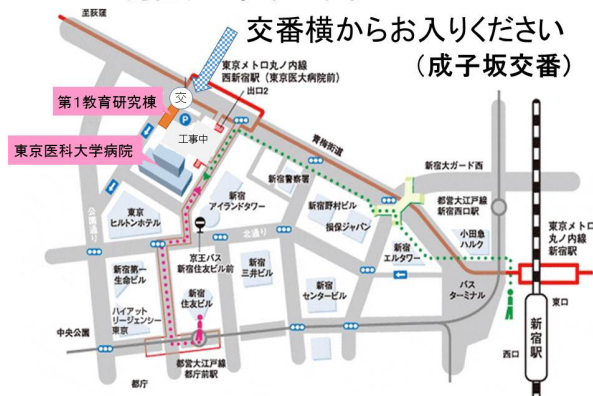 至荻窪
交番横からお入りください
(成子坂交番)
東京メトロ丸ノ内線
西新宿駅(東京医大病院前)
出口2
第1教育研究棟
交
P
工事中
東京医科大学病院
青梅街道
新宿大ガード西
新宿警察署
都営大江戸線
新宿西口駅
東京
ヒルトンホテル
新宿
アイランドタワー
新宿野村ビル
損保ジャパン
公園通り
北通り
小田急
ハルク
東京メトロ
丸ノ内線
新宿駅
京王バス
新宿住友ビル前
新宿
エルタワー
新宿第一
生命ビル
新宿
三井ビル
新宿
センタービル
バス
ターミナル
東口
新宿
住友ビル
ハイアット
リージェンシー
東京
中央公園
新宿駅
西口
都営大江戸線
都庁前駅
都庁